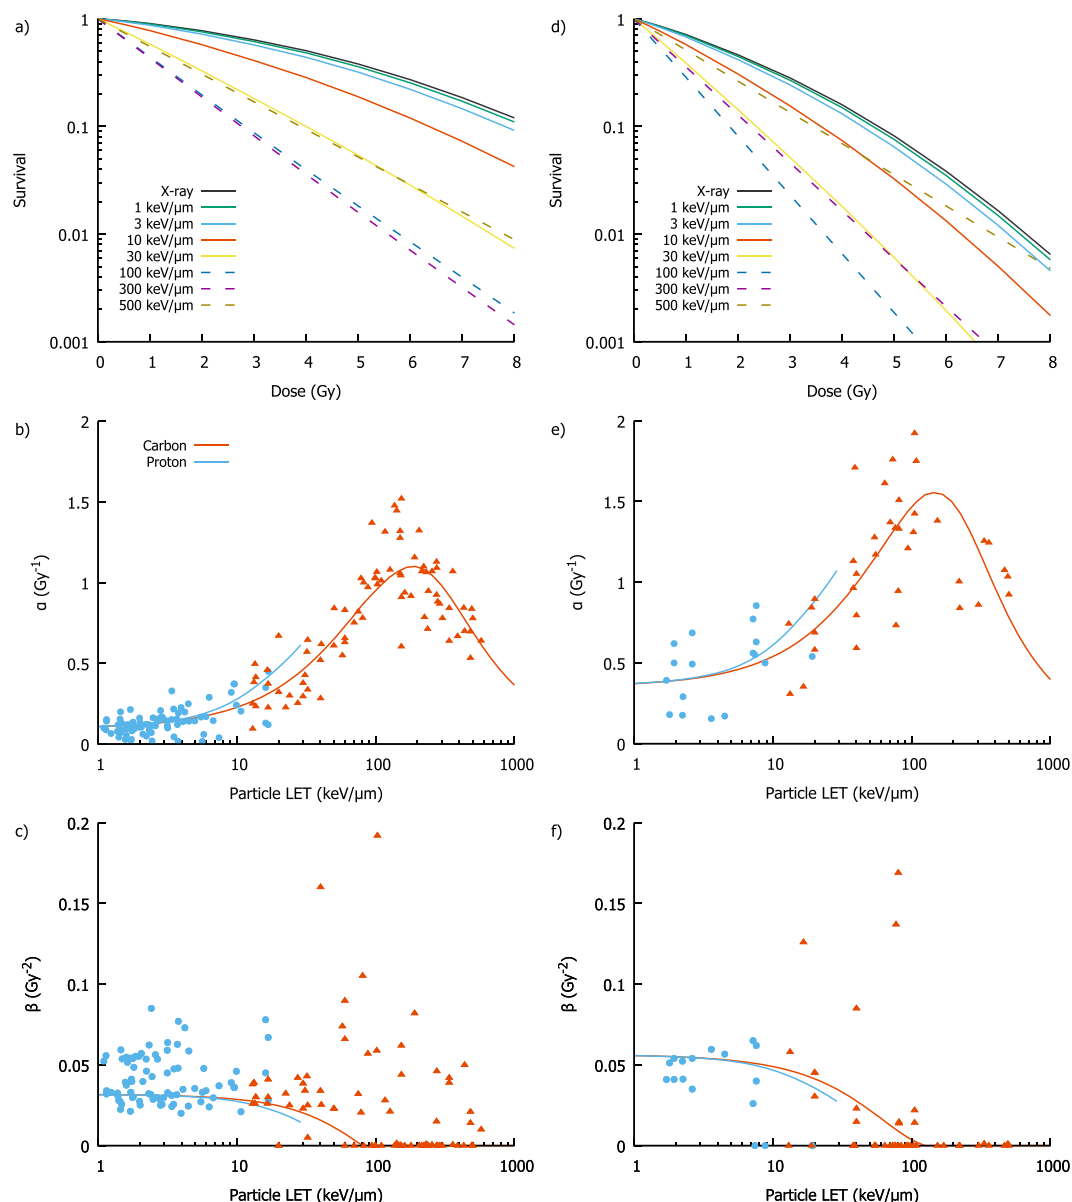 a)
1
0.1
0.01
0.001
Survival
X-ray
1 keV/µm
3 keV/µm
10 keV/µm
30 keV/µm
100 keV/µm
300 keV/µm
500 keV/µm
0 1 2 3 4 5 6 7 8
Dose (Gy)
d)
1
0.1
0.01
0.001
Survival
X-ray
1 keV/µm
3 keV/µm
10 keV/µm
30 keV/µm
100 keV/µm
300 keV/µm
500 keV/µm
0 1 2 3 4 5 6 7 8
Dose (Gy)
b)
2
1.5
1
0.5
0
α (Gy⁻¹)
Carbon
Proton
1 10 100 1000
Particle LET (keV/µm)
e)
2
1.5
1
0.5
0
α (Gy⁻¹)
1 10 100 1000
Particle LET (keV/µm)
c)
0.2
0.15
0.1
0.05
0
β (Gy⁻²)
1 10 100 1000
Particle LET (keV/µm)
f)
0.2
0.15
0.1
0.05
0
β (Gy⁻²)
1 10 100 1000
Particle LET (keV/µm)